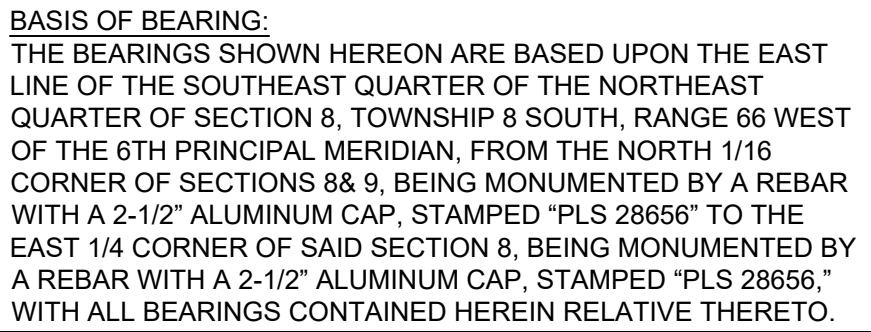 BASIS OF BEARING:
THE BEARINGS SHOWN HEREON ARE BASED UPON THE EAST
LINE OF THE SOUTHEAST QUARTER OF THE NORTHEAST
QUARTER OF SECTION 8, TOWNSHIP 8 SOUTH, RANGE 66 WEST
OF THE 6TH PRINCIPAL MERIDIAN, FROM THE NORTH 1/16
CORNER OF SECTIONS 8& 9, BEING MONUMENTED BY A REBAR
WITH A 2-1/2” ALUMINUM CAP, STAMPED “PLS 28656” TO THE
EAST 1/4 CORNER OF SAID SECTION 8, BEING MONUMENTED BY
A REBAR WITH A 2-1/2” ALUMINUM CAP, STAMPED “PLS 28656,”
WITH ALL BEARINGS CONTAINED HEREIN RELATIVE THERETO.